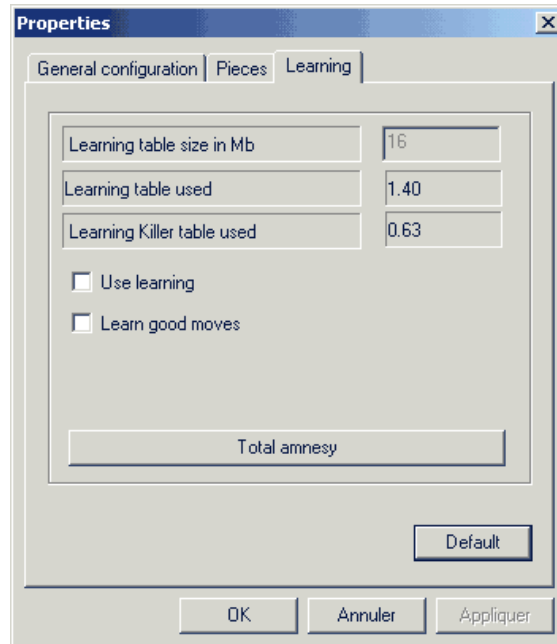 Properties
General configuration Pieces Learning
Learning table size in Mb 16
Learning table used 1.40
Learning Killer table used 0.63
Use learning
Learn good moves
Total amnesy
Default
OK Annuler Appliquer